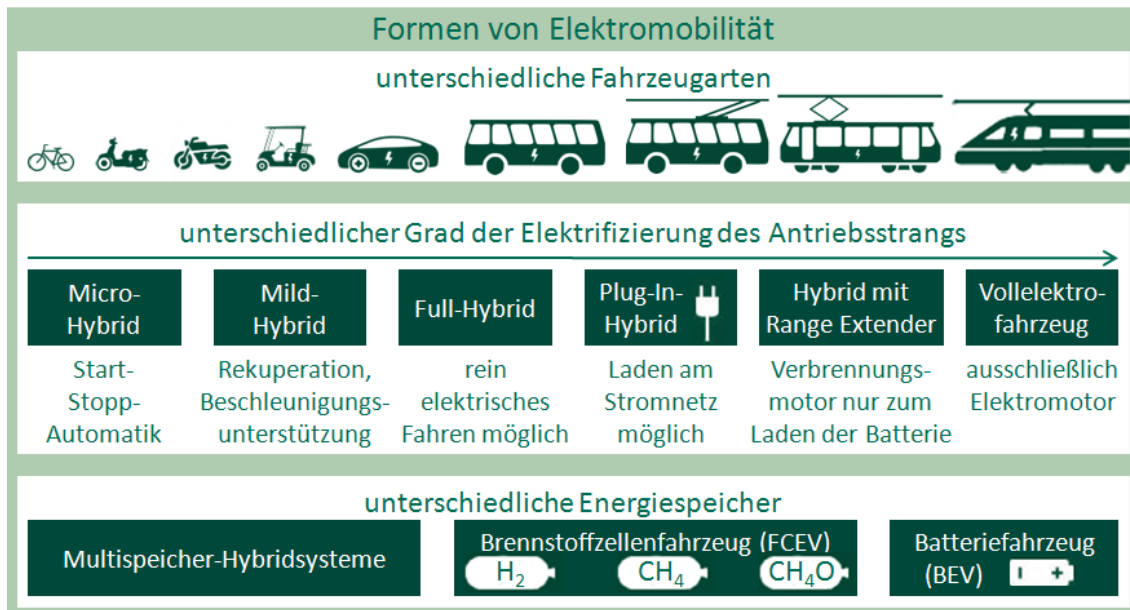 Formen von Elektromobilität
unterschiedliche Fahrzeugarten
unterschiedlicher Grad der Elektrifizierung des Antriebsstrangs
Micro-
Hybrid
Start-
Stopp-
Automatik
Mild-
Hybrid
Rekuperation,
Beschleunigungs-
unterstützung
Full-Hybrid
rein
elektrisches
Fahren möglich
Plug-In-
Hybrid
Laden am
Stromnetz
möglich
Hybrid mit
Range Extender
Verbrennungs-
motor nur zum
Laden der Batterie
Vollelektro-
fahrzeug
ausschließlich
Elektromotor
unterschiedliche Energiespeicher
Multispeicher-Hybridsysteme
Brennstoffzellenfahrzeug (FCEV)
H₂ CH₄ CH₄O
Batteriefahrzeug
(BEV)